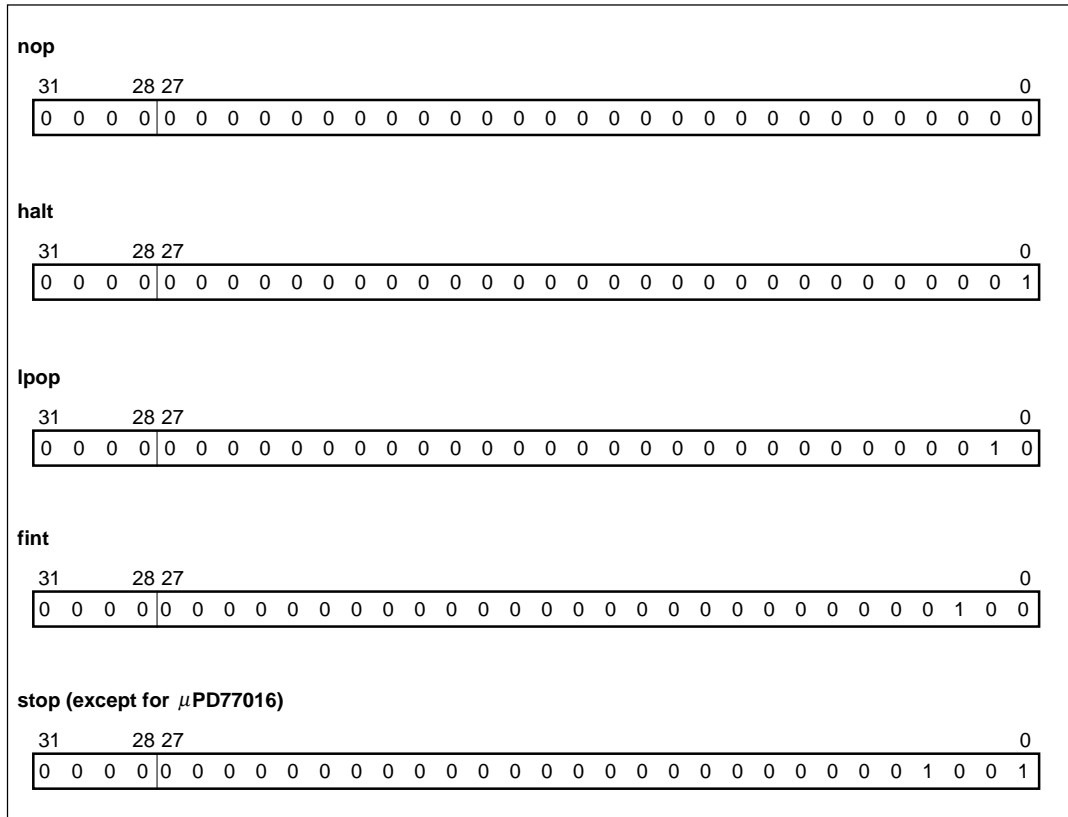 nop
31 28 27 0
0 0 0 0 0 0 0 0 0 0 0 0 0 0 0 0 0 0 0 0 0 0 0 0 0 0 0 0 0 0 0 0
halt
31 28 27 0
0 0 0 0 0 0 0 0 0 0 0 0 0 0 0 0 0 0 0 0 0 0 0 0 0 0 0 0 0 0 0 1
lpop
31 28 27 0
0 0 0 0 0 0 0 0 0 0 0 0 0 0 0 0 0 0 0 0 0 0 0 0 0 0 0 0 0 0 1 0
fint
31 28 27 0
0 0 0 0 0 0 0 0 0 0 0 0 0 0 0 0 0 0 0 0 0 0 0 0 0 0 0 0 0 1 0 0
stop (except for μPD77016)
31 28 27 0
0 0 0 0 0 0 0 0 0 0 0 0 0 0 0 0 0 0 0 0 0 0 0 0 0 0 0 0 1 0 0 1